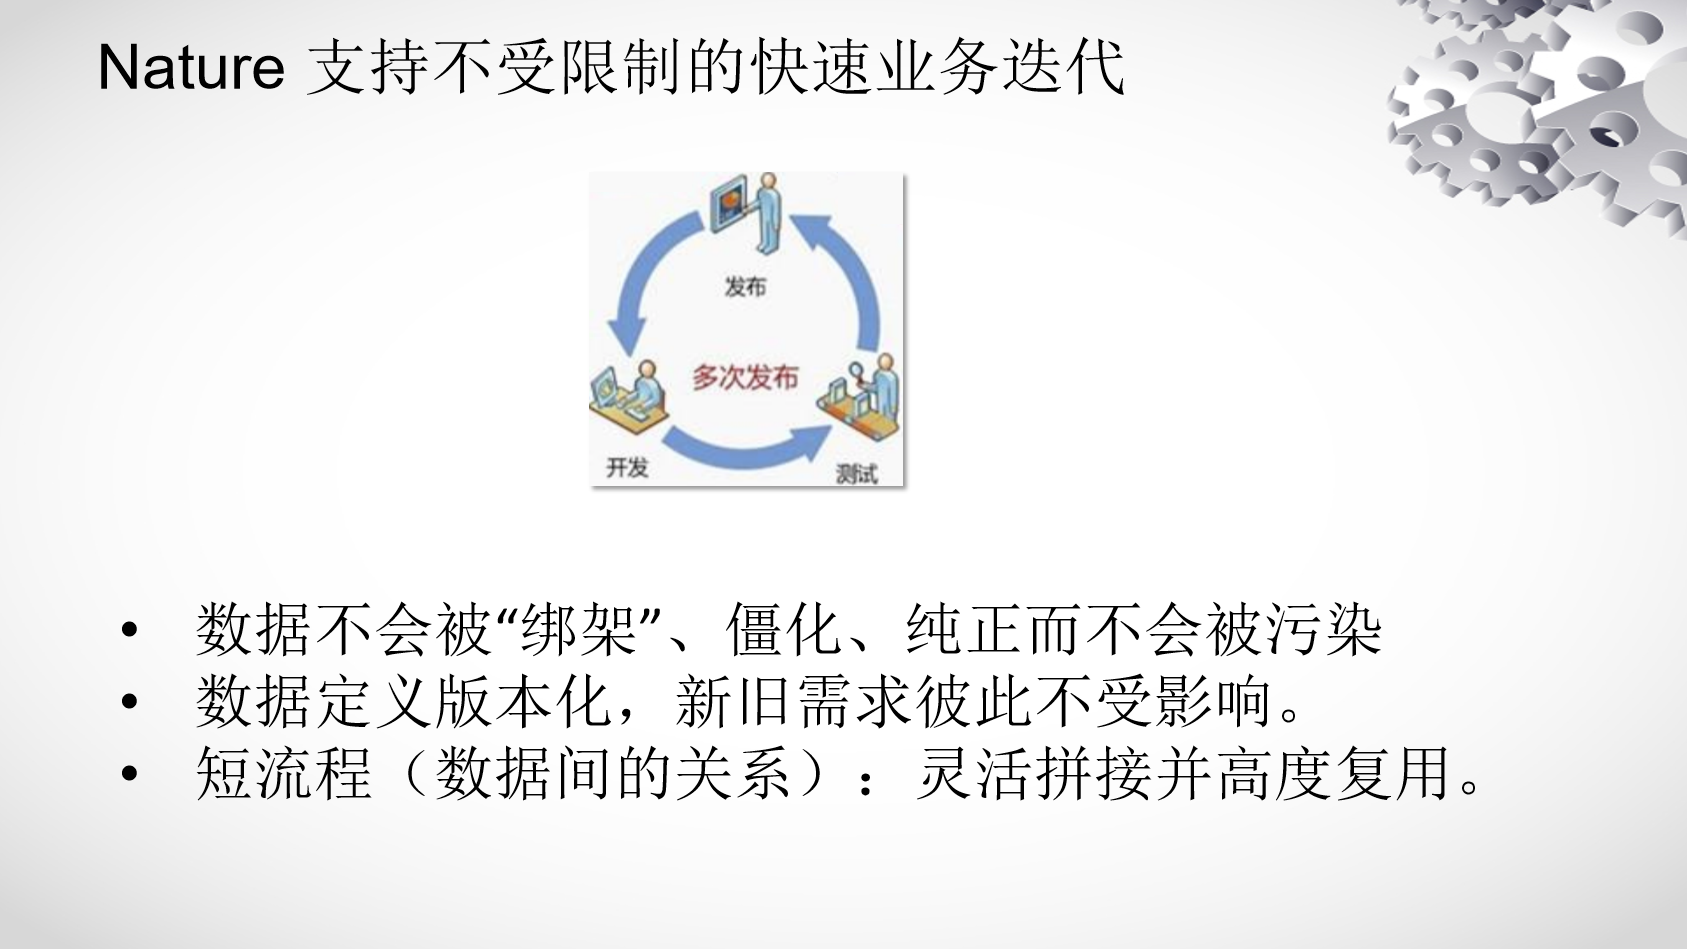 Nature 支持不受限制的快速业务迭代
发布
多次发布
开发
测试
• 数据不会被“绑架”、僵化、纯正而不会被污染
• 数据定义版本化，新旧需求彼此不受影响。
• 短流程（数据间的关系）：灵活拼接并高度复用。